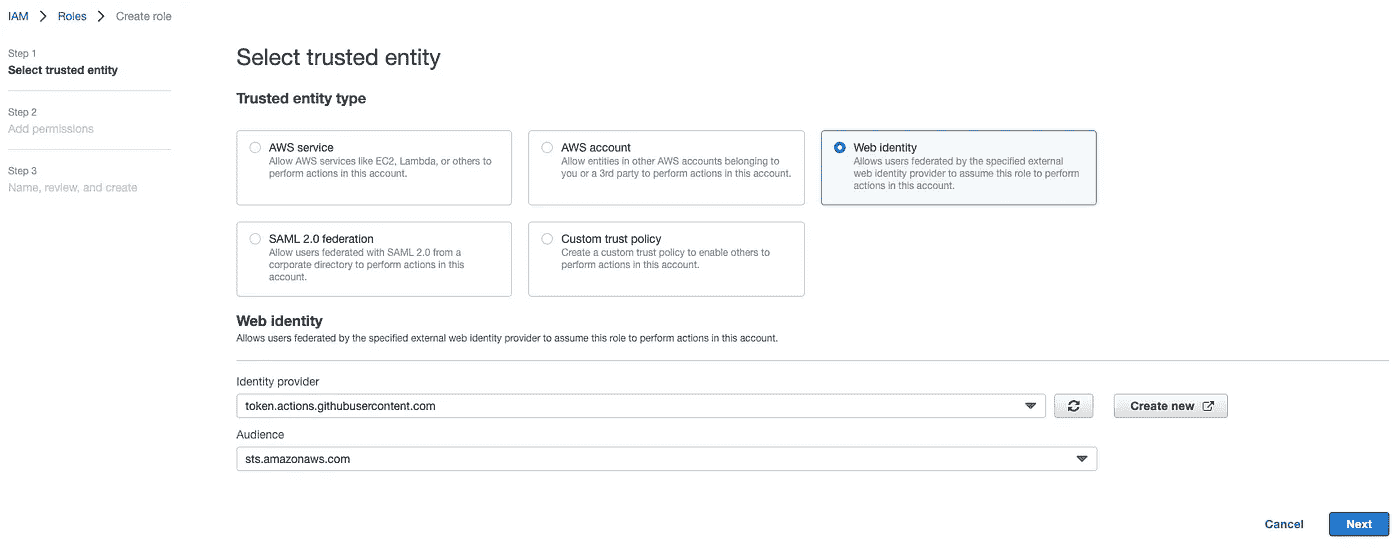 IAM > Roles > Create role
Step 1
Select trusted entity
Step 2
Add permissions
Step 3
Name, review, and create
Select trusted entity
Trusted entity type
AWS service
Allow AWS services like EC2, Lambda, or others to
perform actions in this account.
AWS account
Allow entities in other AWS accounts belonging to
you or a 3rd party to perform actions in this account.
Web identity
Allows users federated by the specified external
web identity provider to assume this role to perform
actions in this account.
SAML 2.0 federation
Allow users federated with SAML 2.0 from a
corporate directory to perform actions in this
account.
Custom trust policy
Create a custom trust policy to enable others to
perform actions in this account.
Web identity
Allows users federated by the specified external web identity provider to assume this role to perform actions in this account.
Identity provider
token.actions.githubusercontent.com
Create new
Audience
sts.amazonaws.com
Cancel
Next